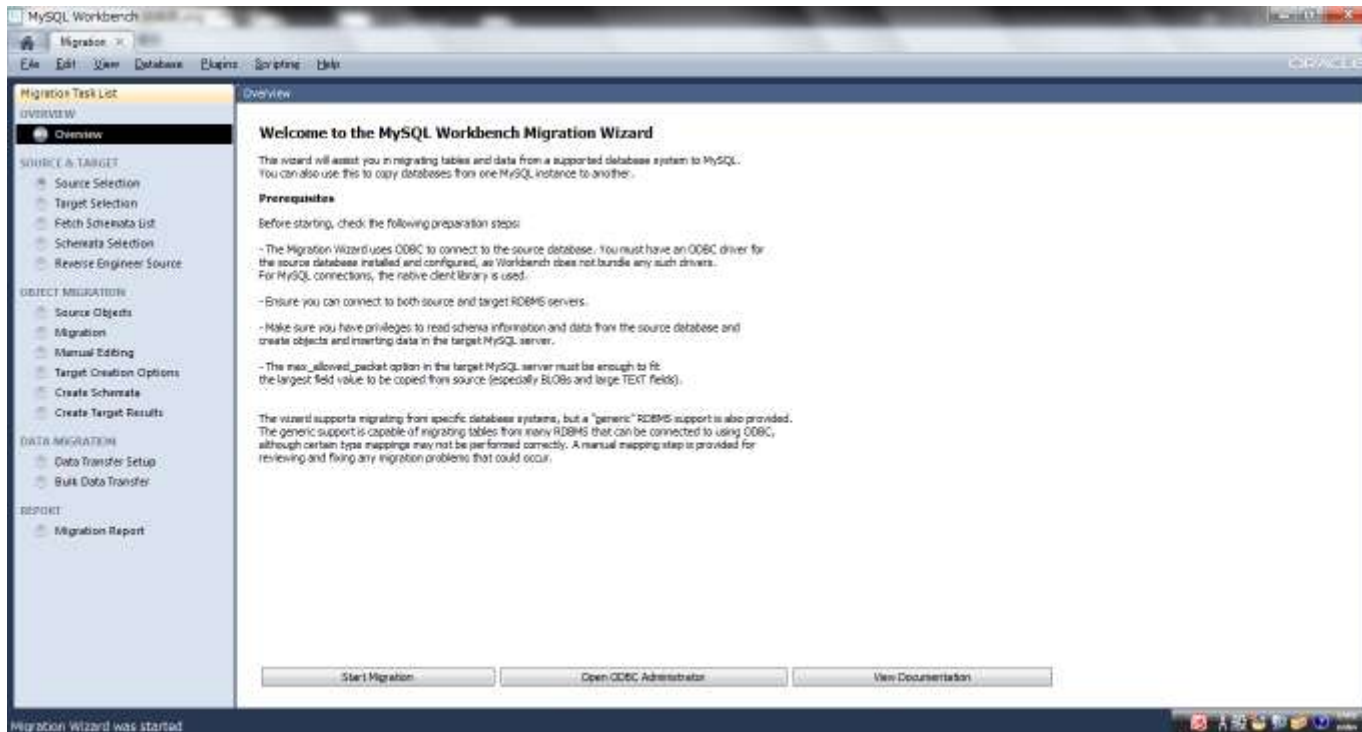 MySQL Workbench
Migration
File Edit View Database Plugins Scripting Help
ORACLE
Migration Task List
OVERVIEW
Overview
SOURCE & TARGET
Source Selection
Target Selection
Fetch Schemata List
Schemata Selection
Reverse Engineer Source
OBJECT MIGRATION
Source Objects
Migration
Manual Editing
Target Creation Options
Create Schemata
Create Target Results
DATA MIGRATION
Data Transfer Setup
Bulk Data Transfer
REPORT
Migration Report
Overview
Welcome to the MySQL Workbench Migration Wizard
This wizard will assist you in migrating tables and data from a supported database system to MySQL.
You can also use this to copy databases from one MySQL instance to another.
Prerequisites
Before starting, check the following preparation steps:
- The Migration Wizard uses ODBC to connect to the source database. You must have an ODBC driver for
the source database installed and configured, as Workbench does not bundle any such drivers.
For MySQL connections, the native client library is used.
- Ensure you can connect to both source and target RDBMS servers.
- Make sure you have privileges to read schema information and data from the source database and
create objects and inserting data in the target MySQL server.
- The max_allowed_packet option in the target MySQL server must be enough to fit
the largest field value to be copied from source (especially BLOBs and large TEXT fields).
The wizard supports migrating from specific database systems, but a "generic" RDBMS support is also provided.
The generic support is capable of migrating tables from many RDBMS that can be connected to using ODBC,
although certain type mappings may not be performed correctly. A manual mapping step is provided for
reviewing and fixing any migration problems that could occur.
Start Migration
Open ODBC Administrator
View Documentation
Migration Wizard was started